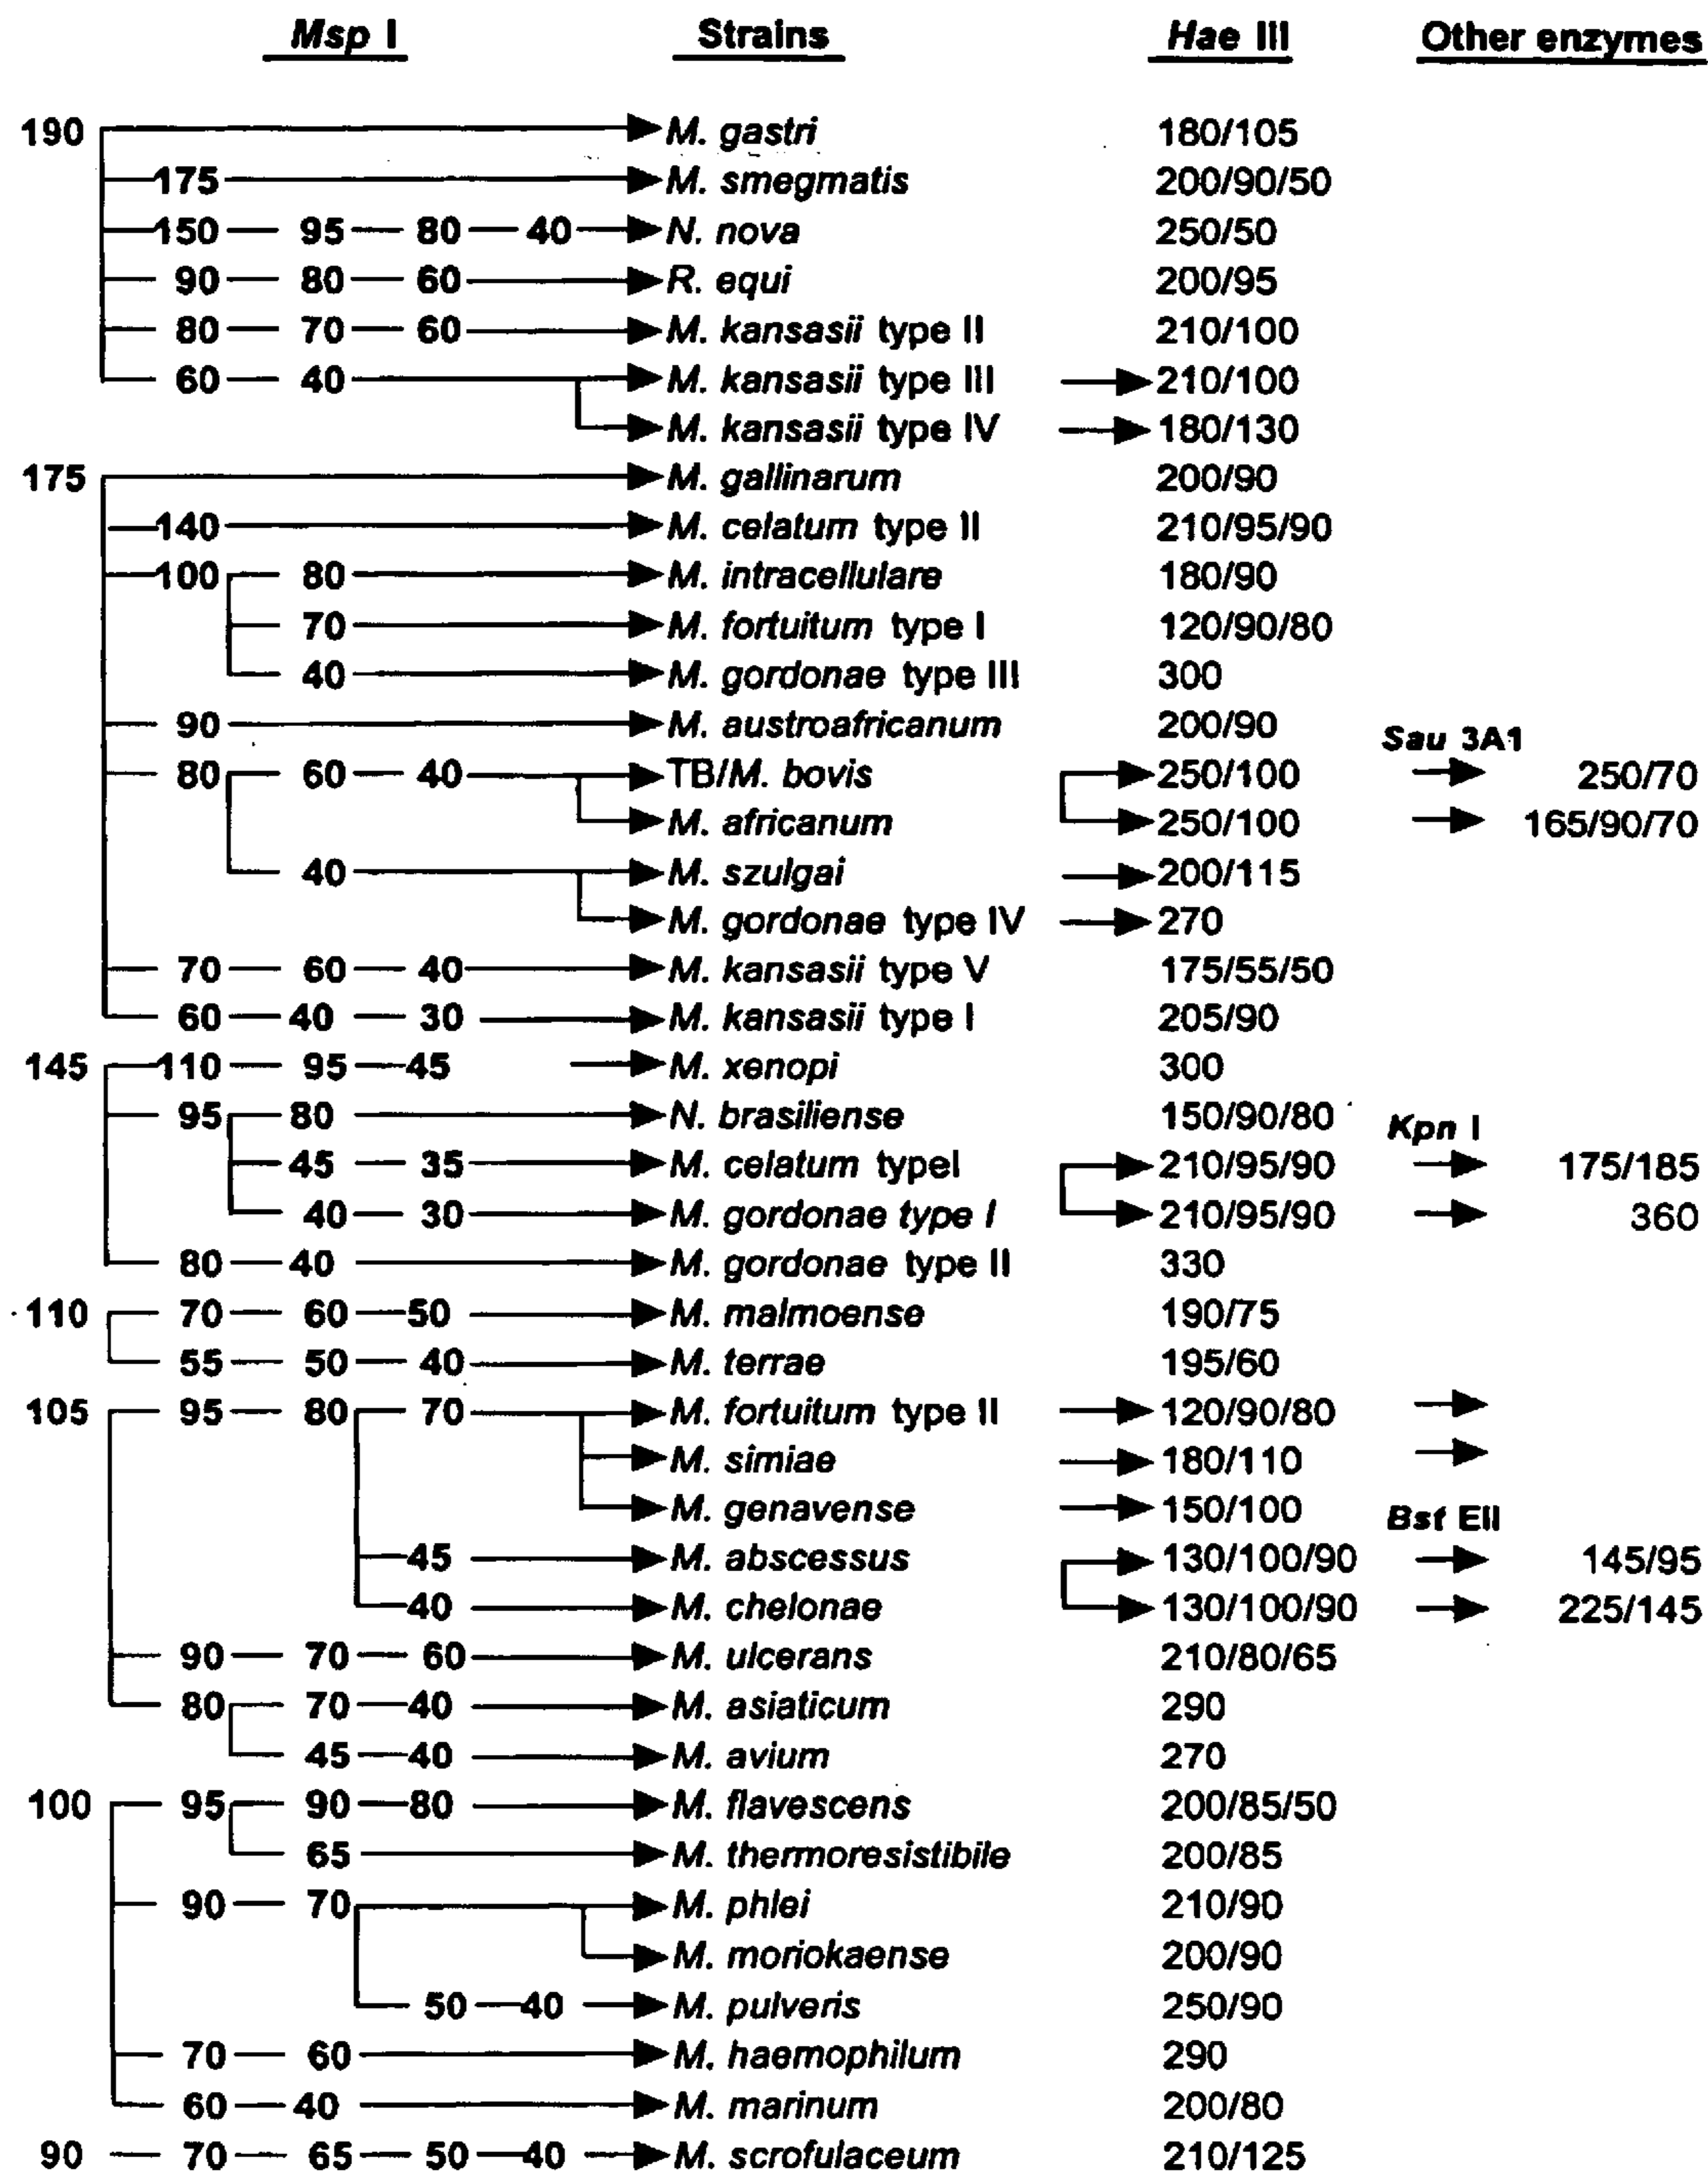 Msp I Strains Hae III Other enzymes
190 M. gastri 180/105
175 M. smegmatis 200/90/50
150 95 80 40 N. nova 250/50
90 80 60 R. equi 200/95
80 70 60 M. kansasii type II 210/100
60 40 M. kansasii type III 210/100
M. kansasii type IV 180/130
175 M. gallinarum 200/90
140 M. celatum type II 210/95/90
100 80 M. intracellulare 180/90
70 M. fortuitum type I 120/90/80
40 M. gordonae type III 300
90 M. austroafricanum 200/90
Sau 3A1
80 60 40 TB/M. bovis 250/100 250/70
M. africanum 250/100 165/90/70
40 M. szulgai 200/115
M. gordonae type IV 270
70 60 40 M. kansasii type V 175/55/50
60 40 30 M. kansasii type I 205/90
145 110 95 45 M. xenopi 300
95 80 N. brasiliense 150/90/80
Kpn I
45 35 M. celatum typeI 210/95/90 175/185
40 30 M. gordonae type I 210/95/90 360
80 40 M. gordonae type II 330
110 70 60 50 M. malmoense 190/75
55 50 40 M. terrae 195/60
105 95 80 70 M. fortuitum type II 120/90/80
M. simiae 180/110
M. genavense 150/100
Bsf EII
45 M. abscessus 130/100/90 145/95
40 M. chelonae 130/100/90 225/145
90 70 60 M. ulcerans 210/80/65
80 70 40 M. asiaticum 290
45 40 M. avium 270
100 95 90 80 M. flavescens 200/85/50
65 M. thermoresistibile 200/85
90 70 M. phlei 210/90
M. moriokaense 200/90
50 40 M. pulveris 250/90
70 60 M. haemophilum 290
60 40 M. marinum 200/80
90 70 65 50 40 M. scrofulaceum 210/125